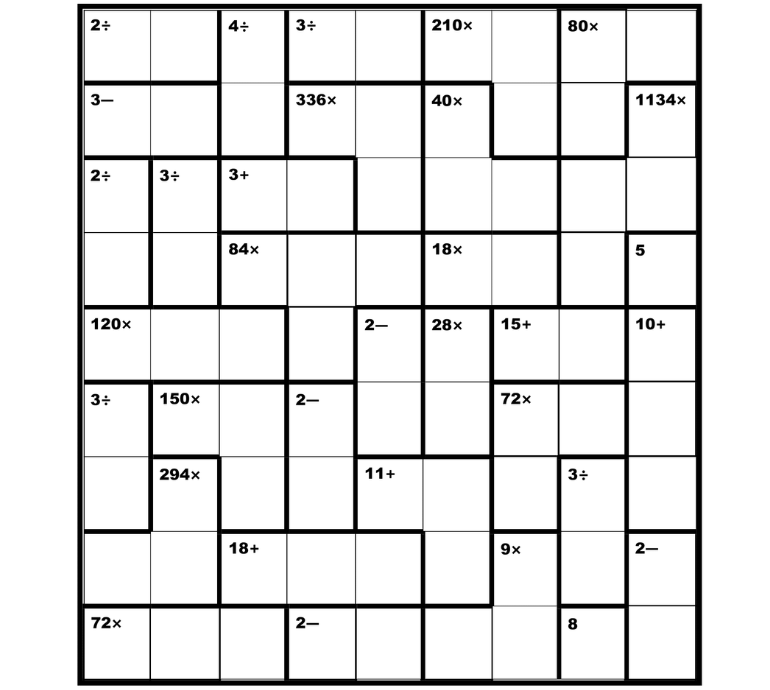 2÷ 4÷ 3÷ 210× 80×
3− 336× 40× 1134×
2÷ 3÷ 3+
84× 18× 5
120× 2− 28× 15+ 10+
3÷ 150× 2− 72×
294× 11+ 3÷
18+ 9× 2−
72× 2− 8